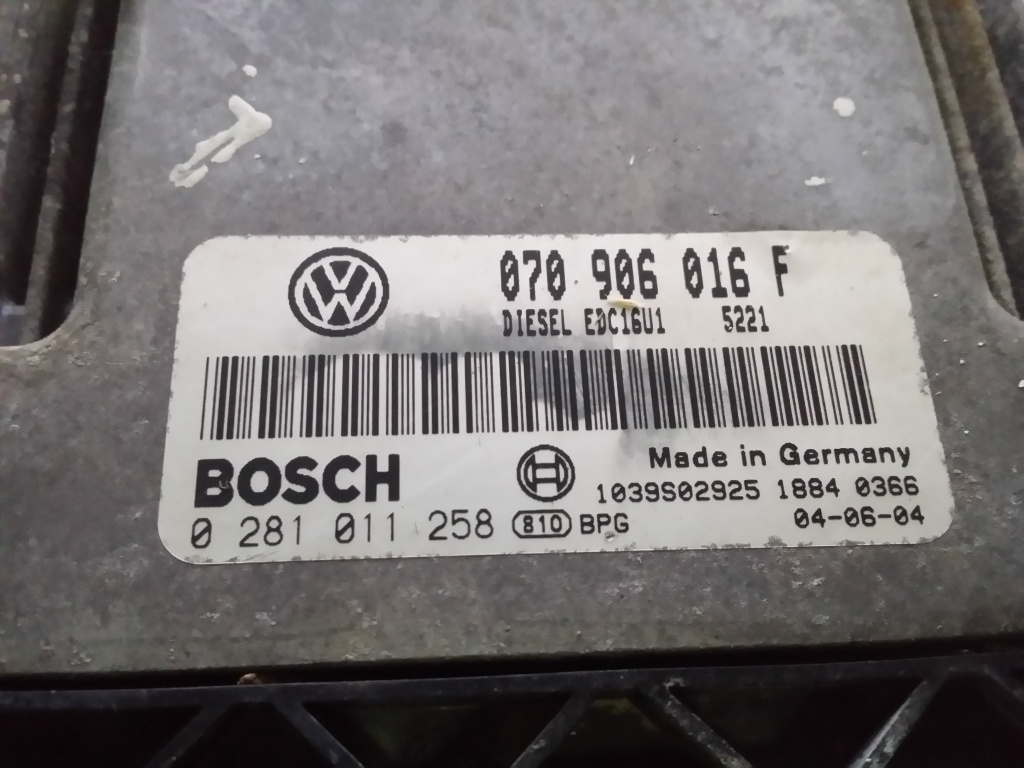 070 906 016 F
DIESEL EDC16U1 5221
BOSCH
Made in Germany
1039S02925 1884 0366
0 281 011 258 810 BPG 04-06-04